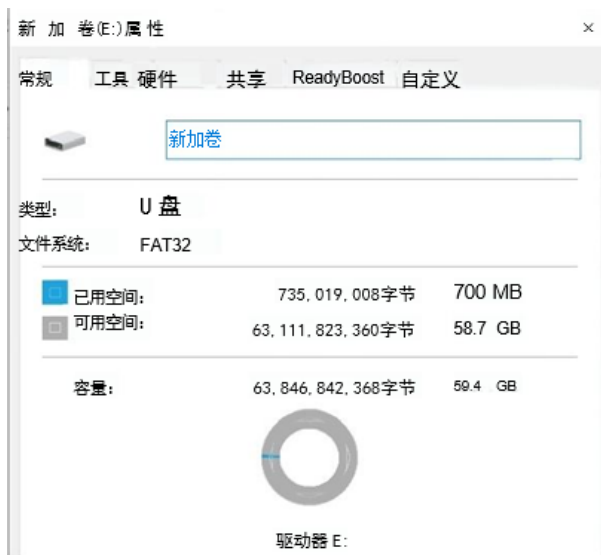 新 加 卷(E:)属性 ×
常规 工具 硬件 共享 ReadyBoost 自定义
新加卷
类型: U 盘
文件系统: FAT32
已用空间: 735,019,008字节 700 MB
可用空间: 63,111,823,360字节 58.7 GB
容量: 63,846,842,368字节 59.4 GB
驱动器 E: